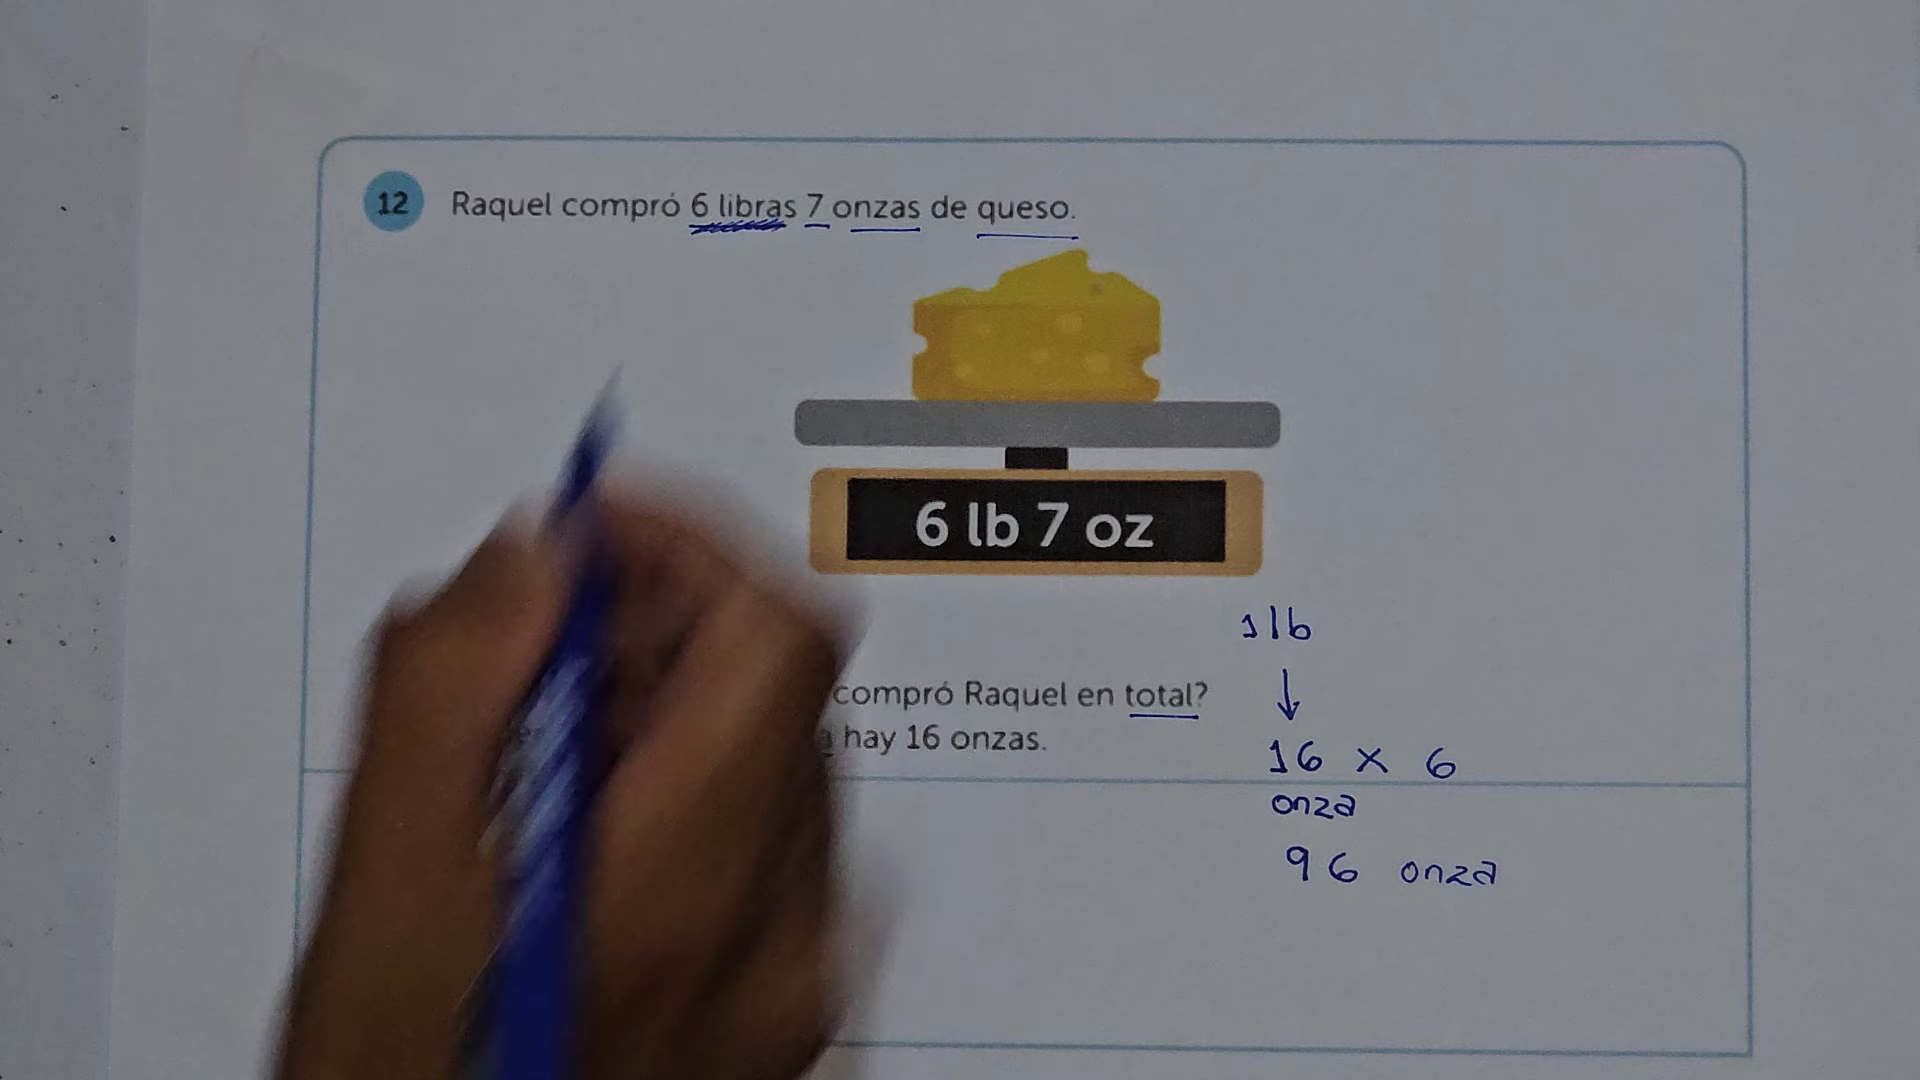 12 Raquel compró 6 libras 7 onzas de queso.
6 lb 7 oz
1 lb
compró Raquel en total?
hay 16 onzas.
16 x 6
onza
96 onza